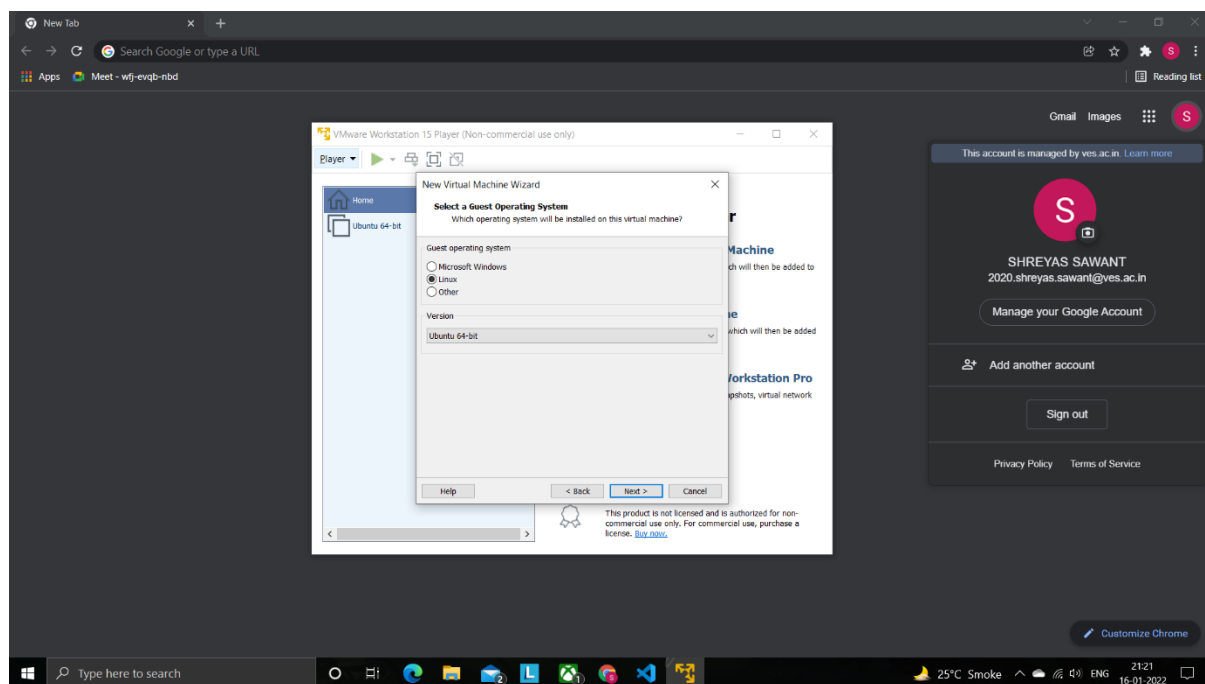 New Tab
Search Google or type a URL
Apps Meet - wfj-evqb-nbd Reading list
S
Gmail Images S
This account is managed by ves.ac.in. Learn more
S
SHREYAS SAWANT
2020.shreyas.sawant@ves.ac.in
Manage your Google Account
Add another account
Sign out
Privacy Policy Terms of Service
VMware Workstation 15 Player (Non-commercial use only)
Player
Home
Ubuntu 64-bit
New Virtual Machine Wizard
Select a Guest Operating System
Which operating system will be installed on this virtual machine?
Guest operating system
Microsoft Windows
Linux
Other
Version
Ubuntu 64-bit
Help < Back Next > Cancel
r
Machine
ch will then be added to
ne
which will then be added
Workstation Pro
pshots, virtual network
This product is not licensed and is authorized for non-
commercial use only. For commercial use, purchase a
license. Buy now.
Customize Chrome
Type here to search
2
L
1
S
25°C Smoke ENG
21:21
16-01-2022